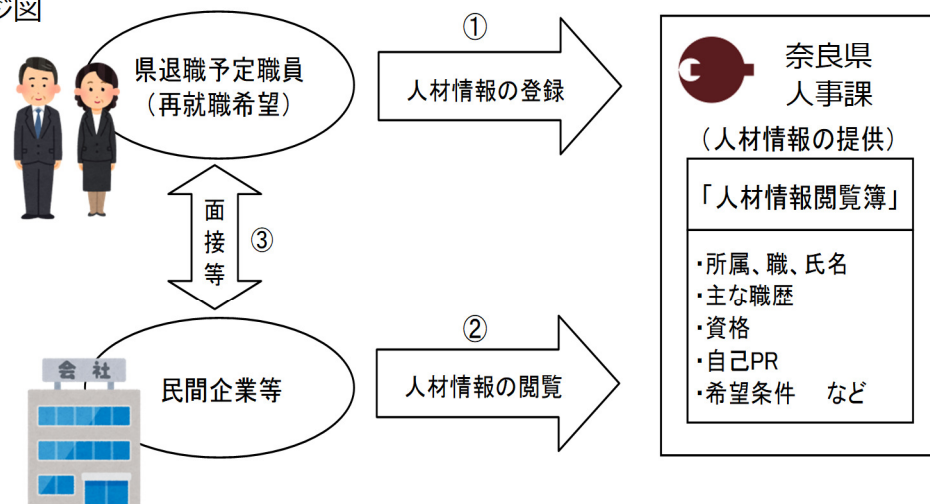 ジ図
県退職予定職員
（再就職希望）
①
人材情報の登録
奈良県
人事課
（人材情報の提供）
「人材情報閲覧簿」
・所属、職、氏名
・主な職歴
・資格
・自己PR
・希望条件　など
面接等
③
会社
民間企業等
②
人材情報の閲覧